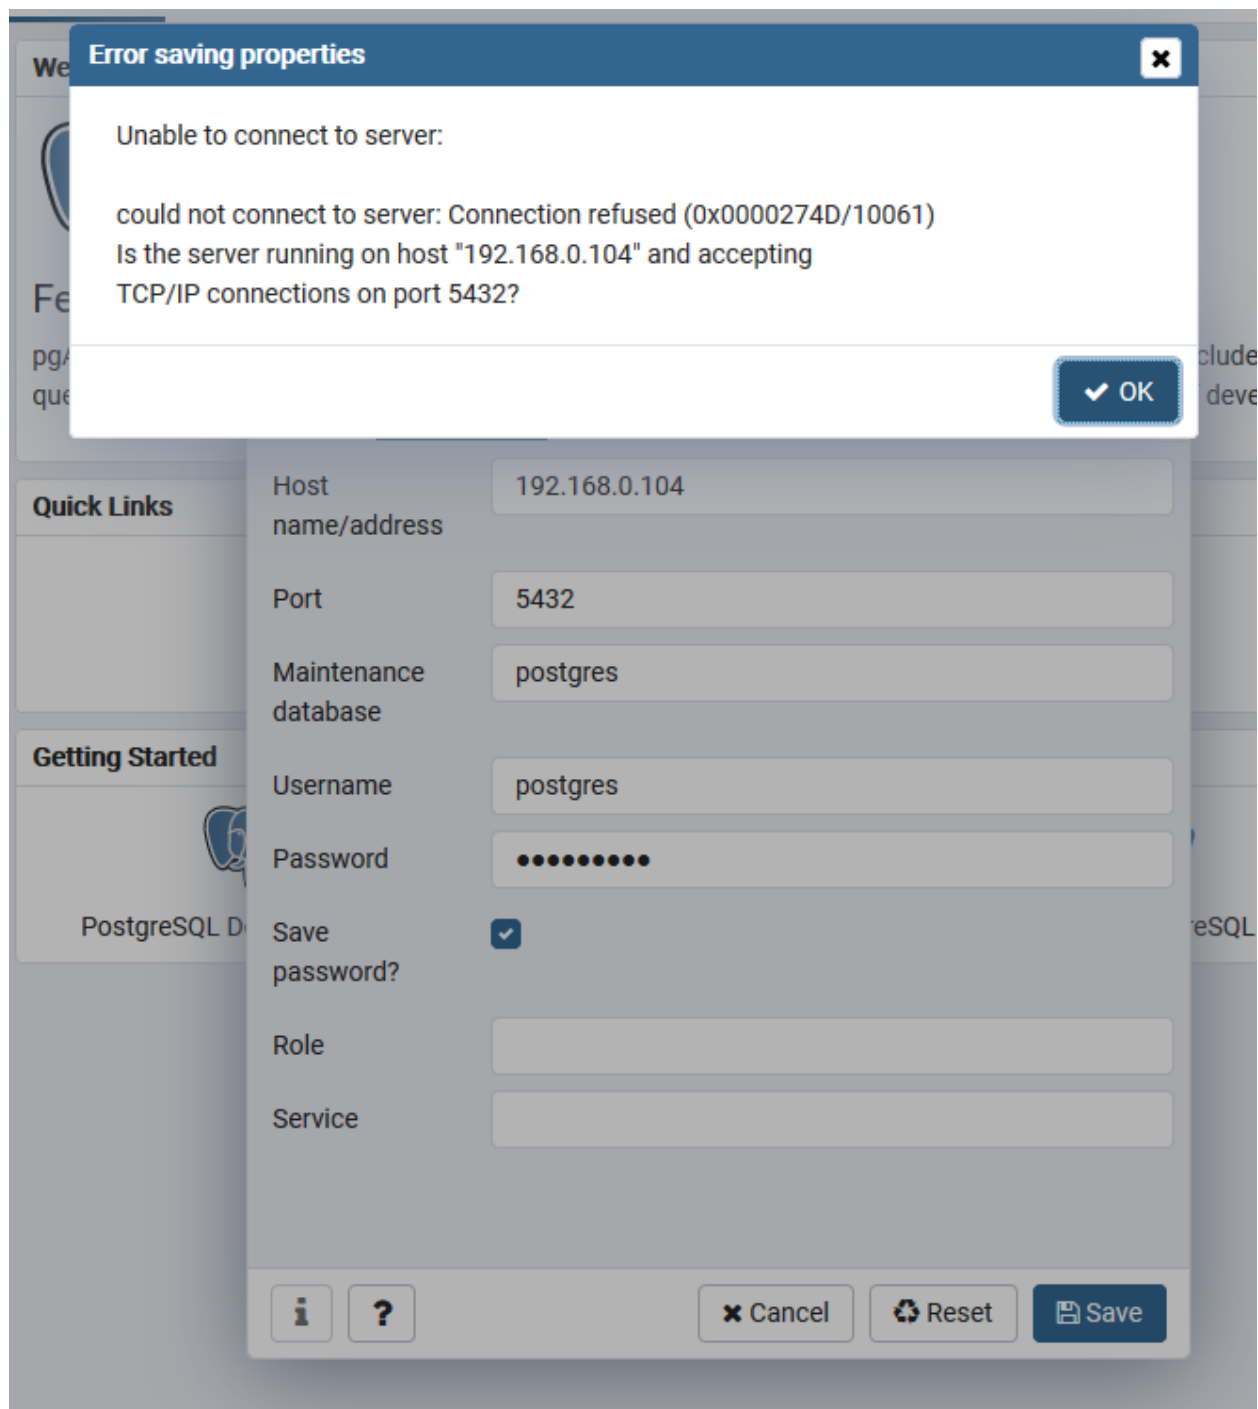 Error saving properties
We
Unable to connect to server:
could not connect to server: Connection refused (0x0000274D/10061)
Is the server running on host "192.168.0.104" and accepting
TCP/IP connections on port 5432?
Fe
pgA
clude
que
deve
OK
Host name/address
192.168.0.104
Quick Links
Port
5432
Maintenance database
postgres
Getting Started
Username
postgres
Password
•••••••••
PostgreSQL D
Save password?
eSQL
Role
Service
i
?
Cancel
Reset
Save